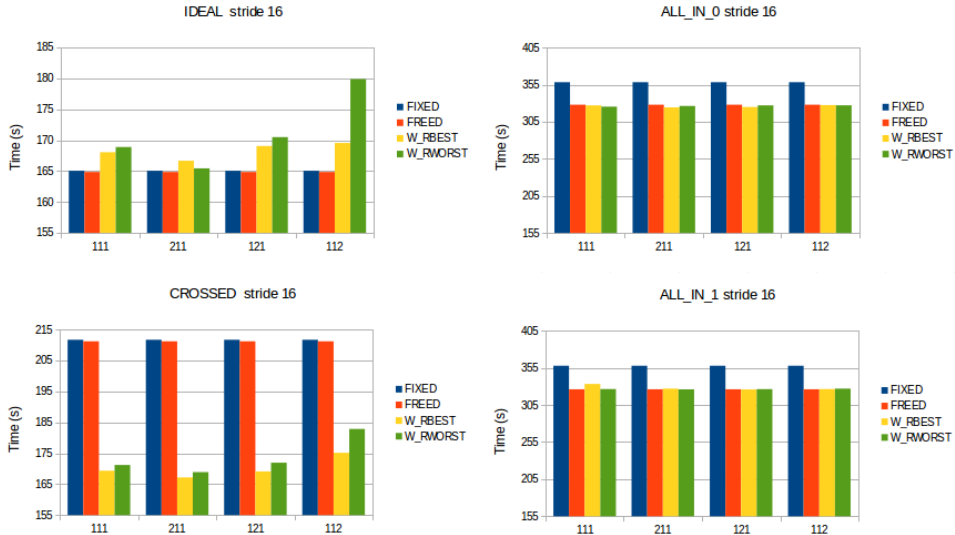 IDEAL stride 16
185
180
175
170
165
160
155
Time (s)
111
211
121
112
FIXED
FREED
W_RBEST
W_RWORST
ALL_IN_0 stride 16
405
355
305
255
205
155
Time (s)
111
211
121
112
FIXED
FREED
W_RBEST
W_RWORST
CROSSED stride 16
215
205
195
185
175
165
155
Time (s)
111
211
121
112
FIXED
FREED
W_RBEST
W_RWORST
ALL_IN_1 stride 16
405
355
305
255
205
155
Time (s)
111
211
121
112
FIXED
FREED
W_RBEST
W_RWORST